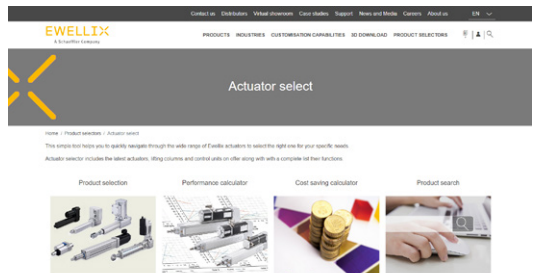 Contact us Distributors Virtual showroom Case studies Support News and Media Careers About us EN
EWELLIX
A Schaeffler Company
PRODUCTS INDUSTRIES CUSTOMISATION CAPABILITIES 3D DOWNLOAD PRODUCT SELECTORS
Actuator select
Home / Product selectors / Actuator select
This simple tool helps you to quickly navigate through the wide range of Ewellix actuators to select the right one for your specific needs.
Actuator selector includes the latest actuators, lifting columns and control units on offer along with with a complete list their functions.
Product selection Performance calculator Cost saving calculator Product search